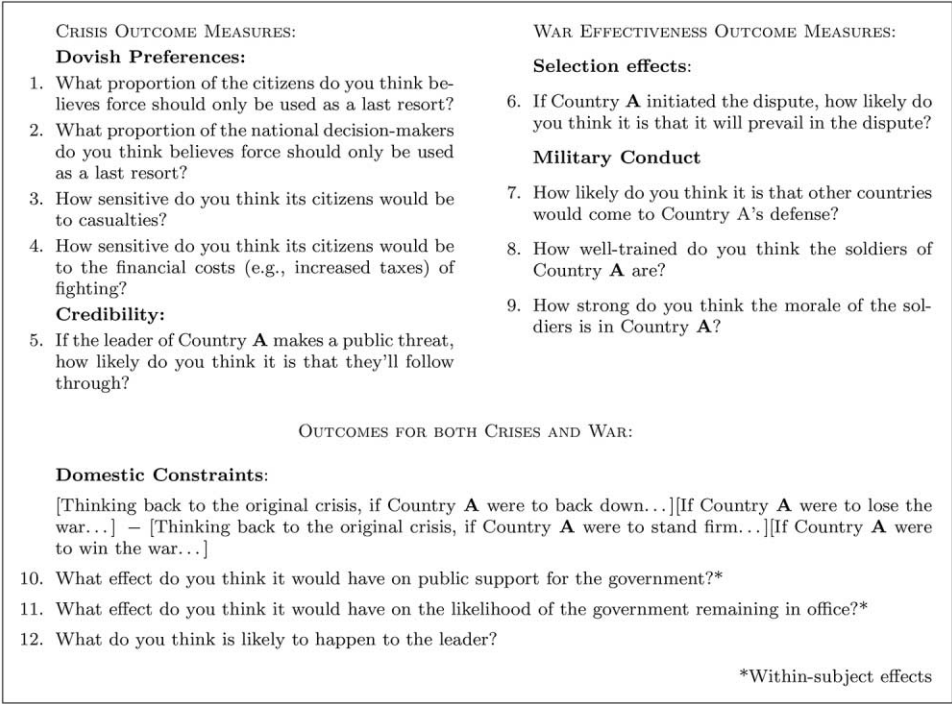 CRISIS OUTCOME MEASURES:
Dovish Preferences:
1. What proportion of the citizens do you think be-
lieves force should only be used as a last resort?
2. What proportion of the national decision-makers
do you think believes force should only be used
as a last resort?
3. How sensitive do you think its citizens would be
to casualties?
4. How sensitive do you think its citizens would be
to the financial costs (e.g., increased taxes) of
fighting?
Credibility:
5. If the leader of Country A makes a public threat,
how likely do you think it is that they'll follow
through?
WAR EFFECTIVENESS OUTCOME MEASURES:
Selection effects:
6. If Country A initiated the dispute, how likely do
you think it is that it will prevail in the dispute?
Military Conduct
7. How likely do you think it is that other countries
would come to Country A's defense?
8. How well-trained do you think the soldiers of
Country A are?
9. How strong do you think the morale of the sol-
diers is in Country A?
OUTCOMES FOR BOTH CRISES AND WAR:
Domestic Constraints:
[Thinking back to the original crisis, if Country A were to back down...][If Country A were to lose the
war...] − [Thinking back to the original crisis, if Country A were to stand firm...][If Country A were
to win the war...]
10. What effect do you think it would have on public support for the government?*
11. What effect do you think it would have on the likelihood of the government remaining in office?*
12. What do you think is likely to happen to the leader?
*Within-subject effects